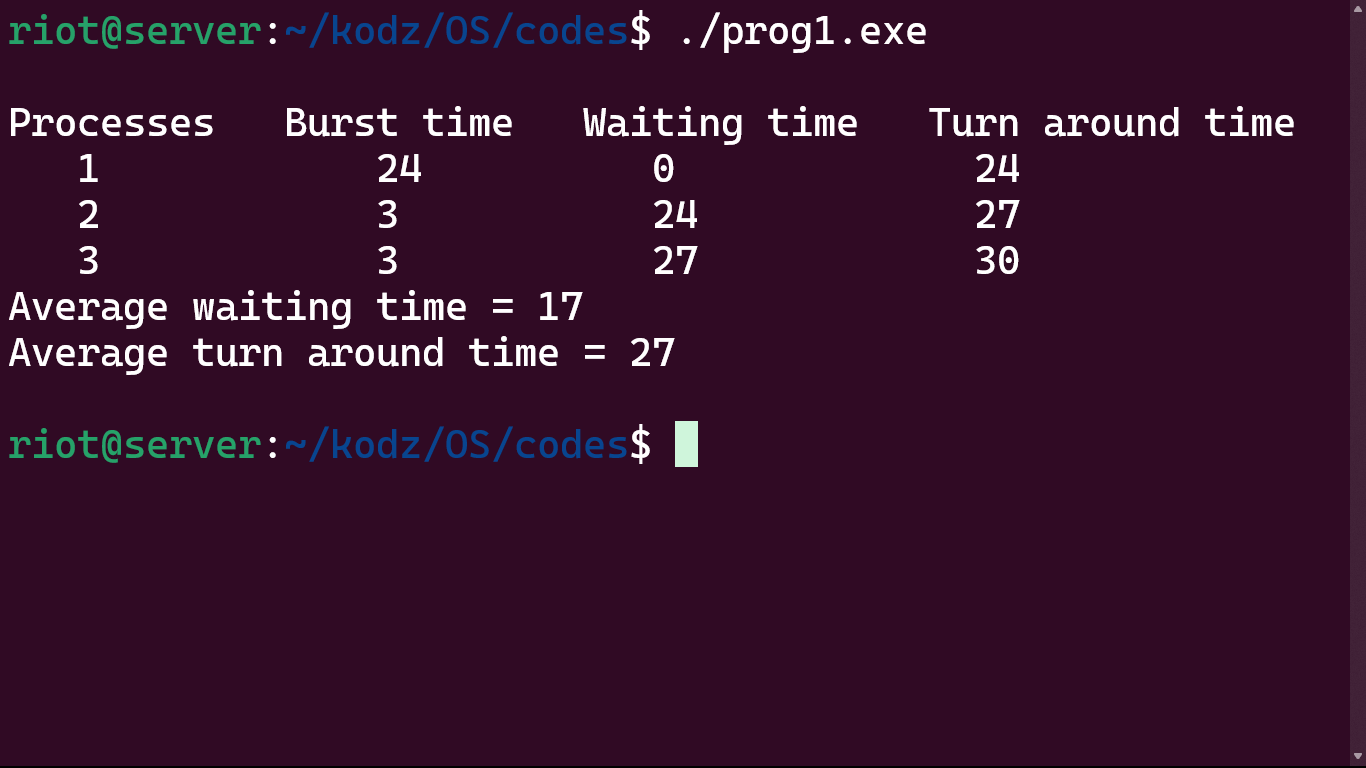 riot@server:~/kodz/OS/codes$ ./prog1.exe
Processes   Burst time   Waiting time   Turn around time
   1            24          0             24
   2            3           24            27
   3            3           27            30
Average waiting time = 17
Average turn around time = 27
riot@server:~/kodz/OS/codes$